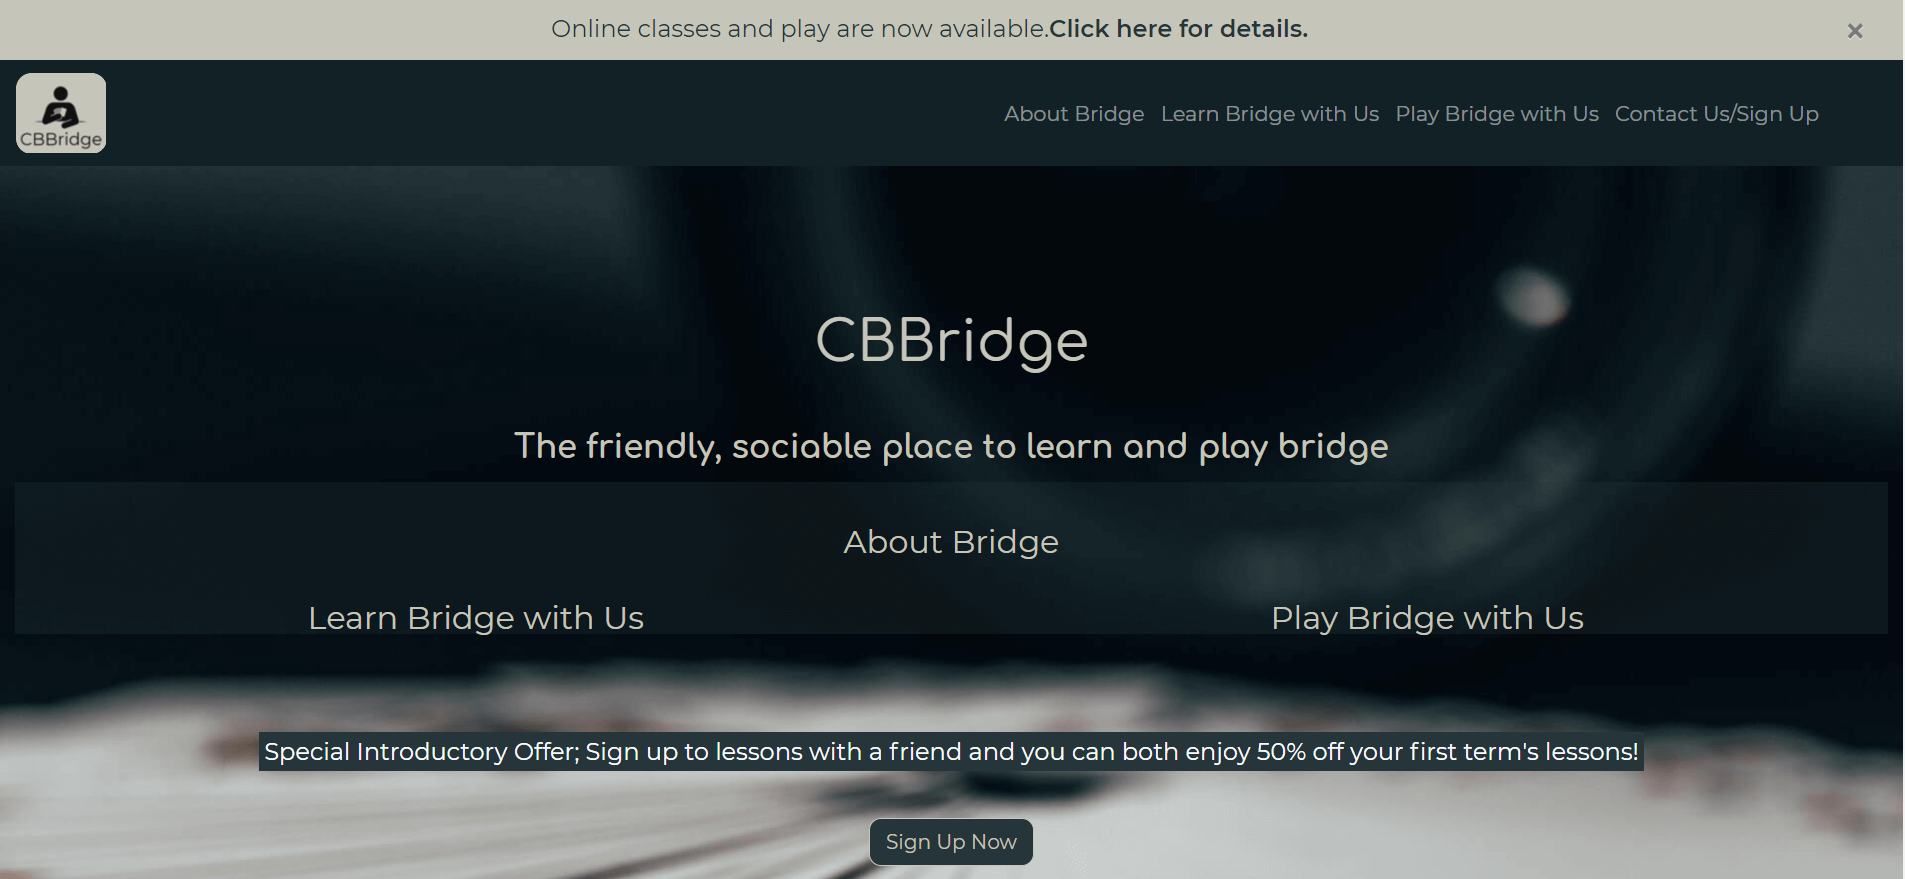 Online classes and play are now available.Click here for details.
×
CBBridge
About Bridge Learn Bridge with Us Play Bridge with Us Contact Us/Sign Up
CBBridge
The friendly, sociable place to learn and play bridge
About Bridge
Learn Bridge with Us Play Bridge with Us
Special Introductory Offer; Sign up to lessons with a friend and you can both enjoy 50% off your first term's lessons!
Sign Up Now